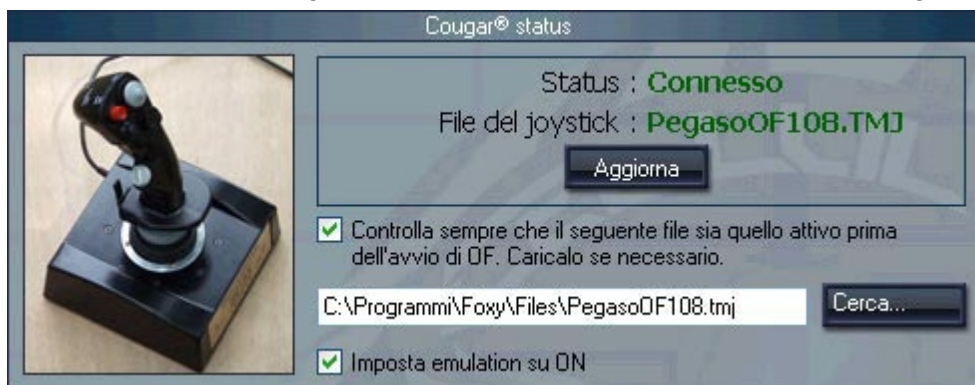 Cougar® status
Status : Connesso
File del joystick : PegasoOF108.TMJ
Aggiorna
Controlla sempre che il seguente file sia quello attivo prima
dell'avvio di OF. Caricalo se necessario.
C:\Programmi\Foxy\Files\PegasoOF108.tmj
Cerca...
Imposta emulation su ON